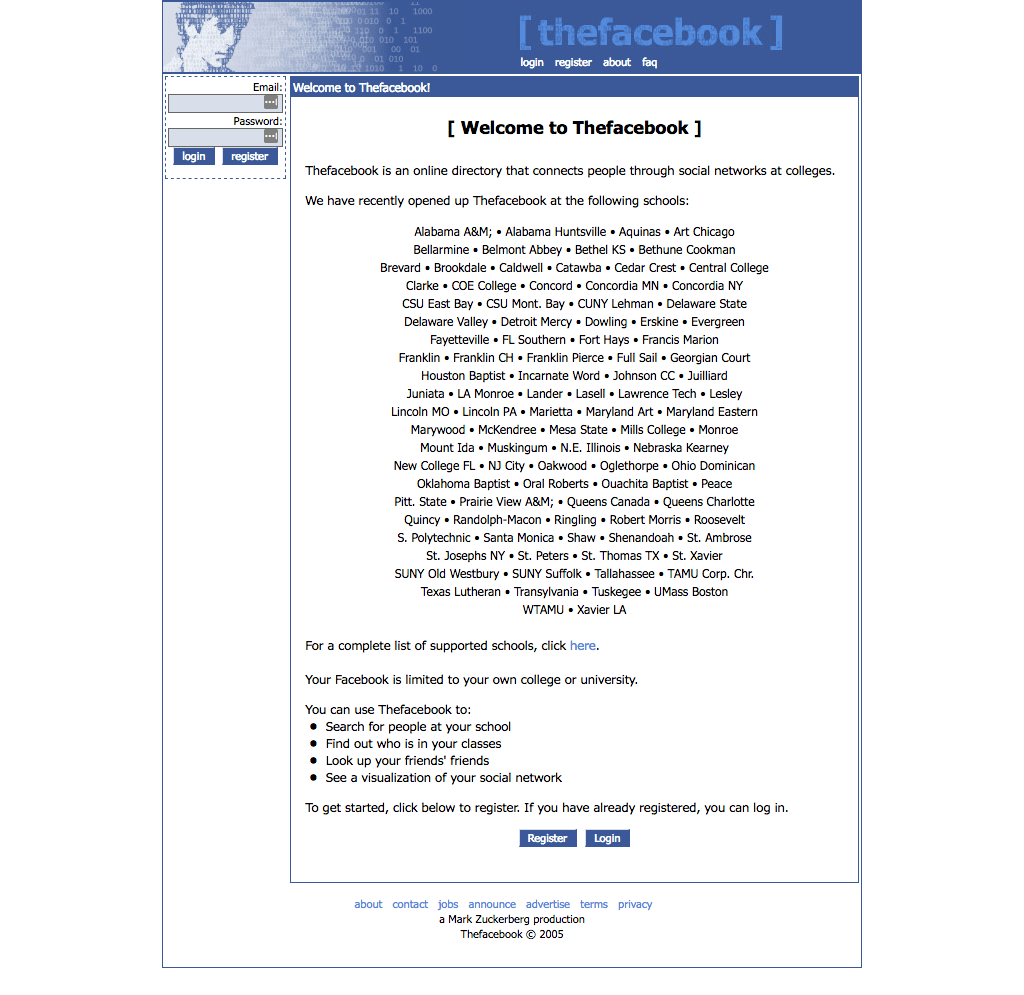 [ thefacebook ]
login register about faq
Email:
Password:
login register
Welcome to Thefacebook!
[ Welcome to Thefacebook ]
Thefacebook is an online directory that connects people through social networks at colleges.
We have recently opened up Thefacebook at the following schools:
Alabama A&M; • Alabama Huntsville • Aquinas • Art Chicago
Bellarmine • Belmont Abbey • Bethel KS • Bethune Cookman
Brevard • Brookdale • Caldwell • Catawba • Cedar Crest • Central College
Clarke • COE College • Concord • Concordia MN • Concordia NY
CSU East Bay • CSU Mont. Bay • CUNY Lehman • Delaware State
Delaware Valley • Detroit Mercy • Dowling • Erskine • Evergreen
Fayetteville • FL Southern • Fort Hays • Francis Marion
Franklin • Franklin CH • Franklin Pierce • Full Sail • Georgian Court
Houston Baptist • Incarnate Word • Johnson CC • Juilliard
Juniata • LA Monroe • Lander • Lasell • Lawrence Tech • Lesley
Lincoln MO • Lincoln PA • Marietta • Maryland Art • Maryland Eastern
Marywood • McKendree • Mesa State • Mills College • Monroe
Mount Ida • Muskingum • N.E. Illinois • Nebraska Kearney
New College FL • NJ City • Oakwood • Oglethorpe • Ohio Dominican
Oklahoma Baptist • Oral Roberts • Ouachita Baptist • Peace
Pitt. State • Prairie View A&M; • Queens Canada • Queens Charlotte
Quincy • Randolph-Macon • Ringling • Robert Morris • Roosevelt
S. Polytechnic • Santa Monica • Shaw • Shenandoah • St. Ambrose
St. Josephs NY • St. Peters • St. Thomas TX • St. Xavier
SUNY Old Westbury • SUNY Suffolk • Tallahassee • TAMU Corp. Chr.
Texas Lutheran • Transylvania • Tuskegee • UMass Boston
WTAMU • Xavier LA
For a complete list of supported schools, click here.
Your Facebook is limited to your own college or university.
You can use Thefacebook to:
• Search for people at your school
• Find out who is in your classes
• Look up your friends' friends
• See a visualization of your social network
To get started, click below to register. If you have already registered, you can log in.
Register Login
about contact jobs announce advertise terms privacy
a Mark Zuckerberg production
Thefacebook © 2005